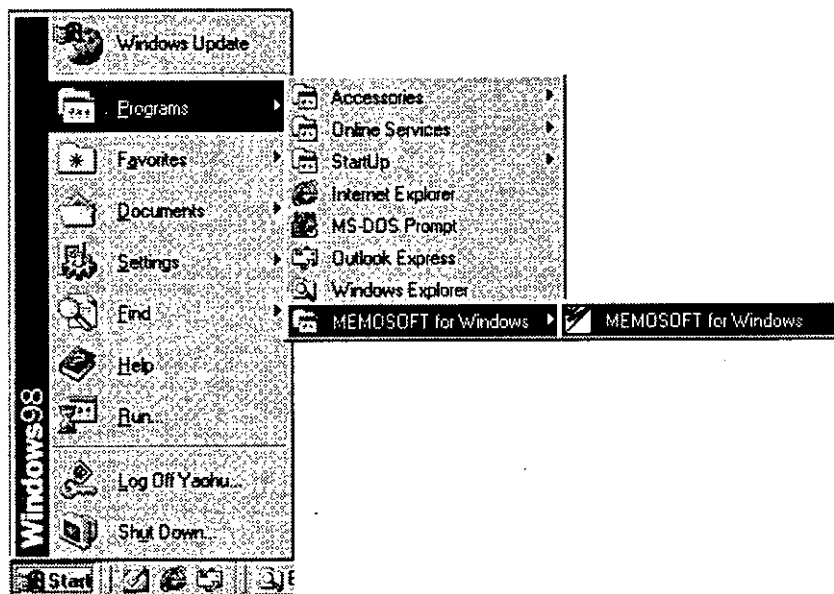 Windows Update
Programs
Favorites
Documents
Settings
Find
Help
Run...
Log Off Yaohu...
Shut Down...
Windows98
Start
E
Accessories
Online Services
StartUp
Internet Explorer
MS-DOS Prompt
Outlook Express
Windows Explorer
MEMOSOFT for Windows
MEMOSOFT for Windows